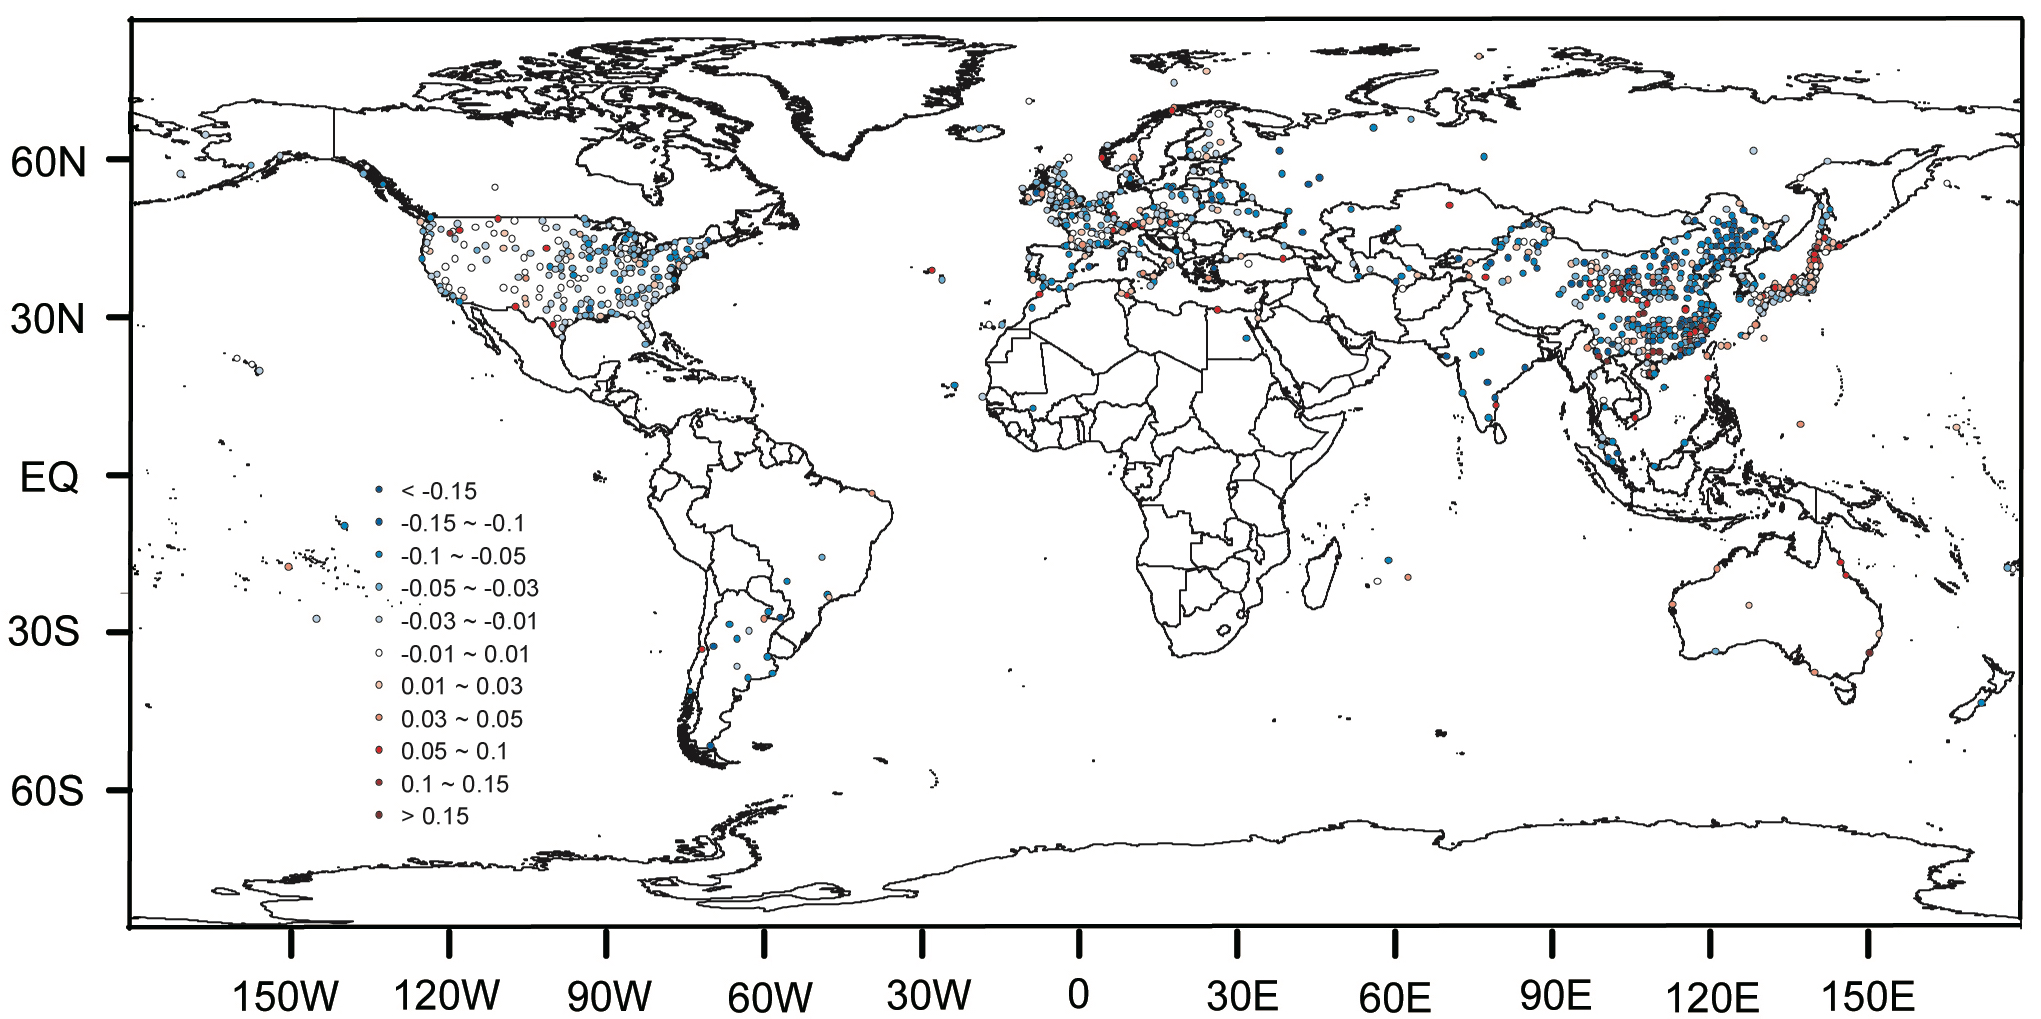 60N
30N
EQ
30S
60S
< -0.15
-0.15 ~ -0.1
-0.1 ~ -0.05
-0.05 ~ -0.03
-0.03 ~ -0.01
-0.01 ~ 0.01
0.01 ~ 0.03
0.03 ~ 0.05
0.05 ~ 0.1
0.1 ~ 0.15
> 0.15
150W 120W 90W 60W 30W 0 30E 60E 90E 120E 150E